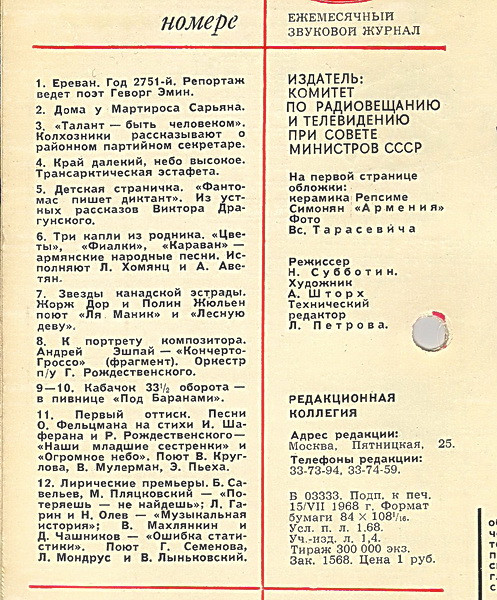 номере
1. Ереван. Год 2751-й. Репортаж
ведет поэт Геворг Эмин.
2. Дома у Мартироса Сарьяна.
3. «Талант — быть человеком».
Колхозники рассказывают о
районном партийном секретаре.
4. Край далекий, небо высокое.
Трансарктическая эстафета.
5. Детская страничка. «Фанто-
мас пишет диктант». Из уст-
ных рассказов Виктора Дра-
гунского.
6. Три капли из родника. «Цве-
ты», «Фиалки», «Караван» —
армянские народные песни. Ис-
полняют Л. Хомянц и А. Аве-
тян.
7. Звезды канадской эстрады.
Жорж Дор и Полин Жюльен
поют «Ля Маник» и «Лесную
деву».
8. К портрету композитора.
Андрей Эшпай — «Кончерто-
Гроссо» (фрагмент). Оркестр
п/у Г. Рождественского.
9—10. Кабачок 33⅓ оборота —
в пивнице «Под Баранами».
11. Первый оттиск. Песни
О. Фельцмана на стихи И. Ша-
ферана и Р. Рождественского —
«Наши младшие сестренки» и
«Огромное небо». Поют В. Круг-
лова, В. Мулерман, Э. Пьеха.
12. Лирические премьеры. Б. Са-
вельев, М. Пляцковский — «По-
теряешь — не найдешь»; Л. Га-
рин и Н. Олев — «Музыкальная
история»; В. Махлянкин и
Д. Чашников — «Ошибка стати-
стики». Поют Г. Семенова,
Л. Мондрус и В. Лыньковский.
ЕЖЕМЕСЯЧНЫЙ
ЗВУКОВОЙ ЖУРНАЛ
ИЗДАТЕЛЬ:
КОМИТЕТ
ПО РАДИОВЕЩАНИЮ
И ТЕЛЕВИДЕНИЮ
ПРИ СОВЕТЕ
МИНИСТРОВ СССР
На первой странице
обложки:
керамика Репсиме
Симонян «Армения»
Фото
Вс. Тарасевича
Режиссер
Н. Субботин.
Художник
А. Шторх
Технический
редактор
Л. Петрова.
РЕДАКЦИОННАЯ
КОЛЛЕГИЯ
Адрес редакции:
Москва, Пятницкая, 25.
Телефоны редакции:
33-73-94, 33-74-59.
Б 03333. Подп. к печ.
15/VII 1968 г. Формат
бумаги 84 × 108¹/₁₆.
Усл. п. л. 1,68.
Уч.-изд. л. 1,4.
Тираж 300 000 экз.
Зак. 1568. Цена 1 руб.